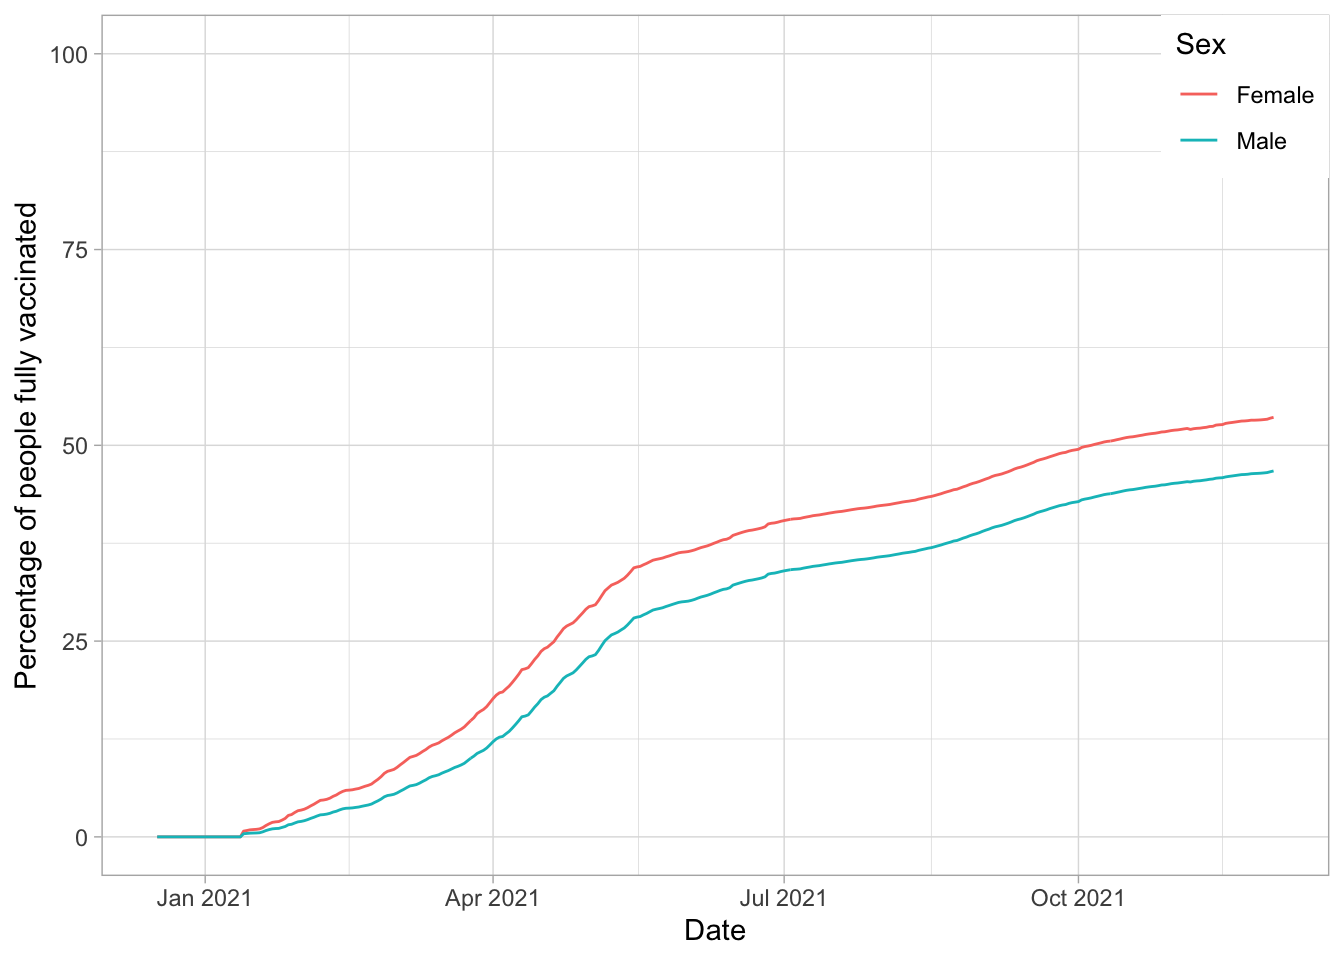 Sex
Female
Male
100
75
50
25
0
Percentage of people fully vaccinated
Jan 2021
Apr 2021
Jul 2021
Oct 2021
Date